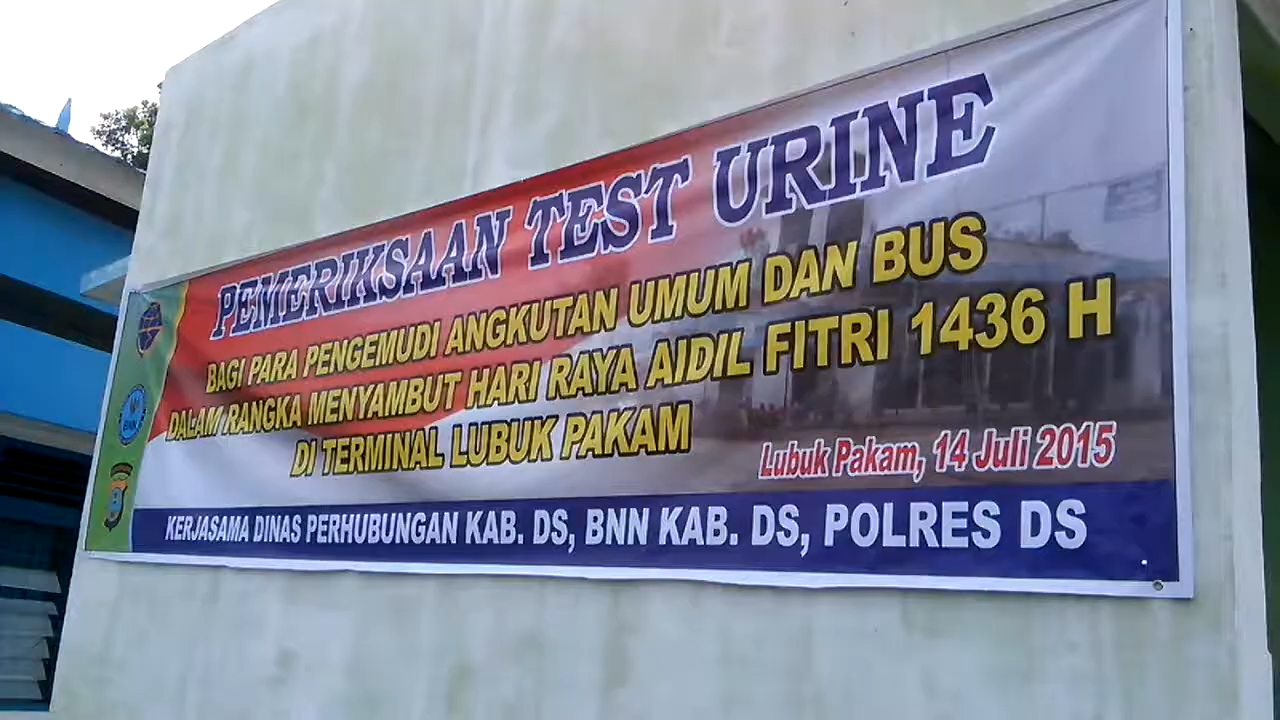 PEMERIKSAAN TEST URINE
BAGI PARA PENGEMUDI ANGKUTAN UMUM DAN BUS
DALAM RANGKA MENYAMBUT HARI RAYA AIDIL FITRI 1436 H
DI TERMINAL LUBUK PAKAM
Lubuk Pakam, 14 Juli 2015
KERJASAMA DINAS PERHUBUNGAN KAB. DS, BNN KAB. DS, POLRES DS
BNN